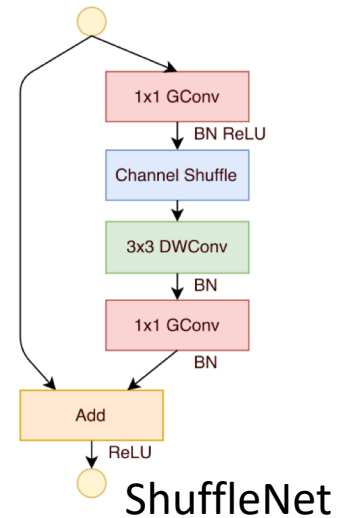 1x1 GConv
BN ReLU
Channel Shuffle
3x3 DWConv
BN
1x1 GConv
BN
Add
ReLU
ShuffleNet